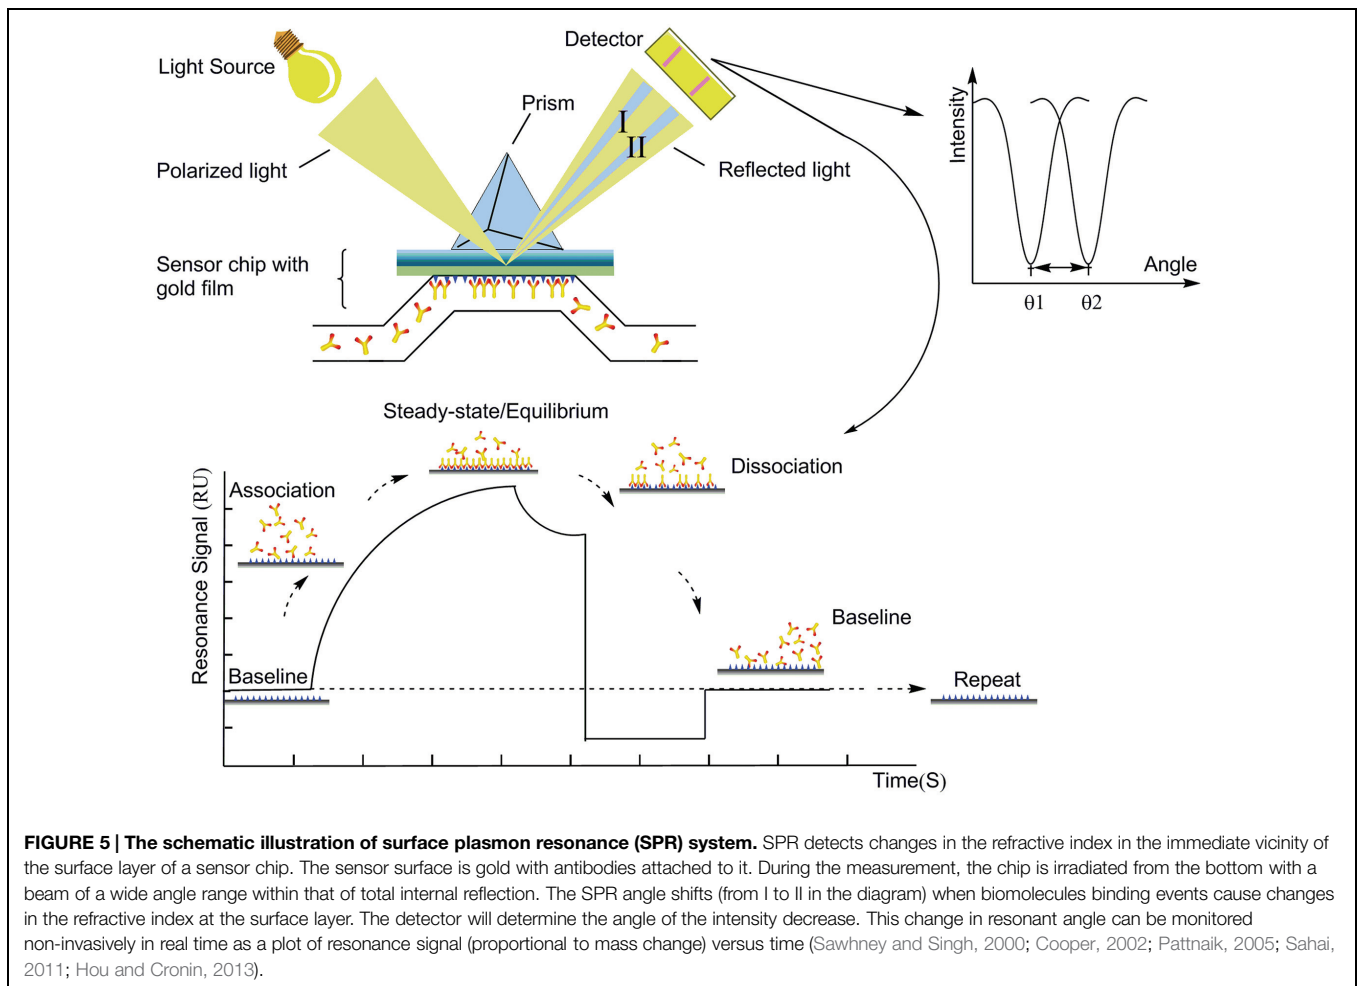 Light Source
Detector
Prism
Polarized light
I
II
Reflected light
Sensor chip with
gold film
Intensity
Angle
θ1 θ2
Steady-state/Equilibrium
Association
Dissociation
Resonance Signal (RU)
Baseline
Baseline
Repeat
Time(S)
FIGURE 5 | The schematic illustration of surface plasmon resonance (SPR) system. SPR detects changes in the refractive index in the immediate vicinity of
the surface layer of a sensor chip. The sensor surface is gold with antibodies attached to it. During the measurement, the chip is irradiated from the bottom with a
beam of a wide angle range within that of total internal reflection. The SPR angle shifts (from I to II in the diagram) when biomolecules binding events cause changes
in the refractive index at the surface layer. The detector will determine the angle of the intensity decrease. This change in resonant angle can be monitored
non-invasively in real time as a plot of resonance signal (proportional to mass change) versus time (Sawhney and Singh, 2000; Cooper, 2002; Pattnaik, 2005; Sahai,
2011; Hou and Cronin, 2013).